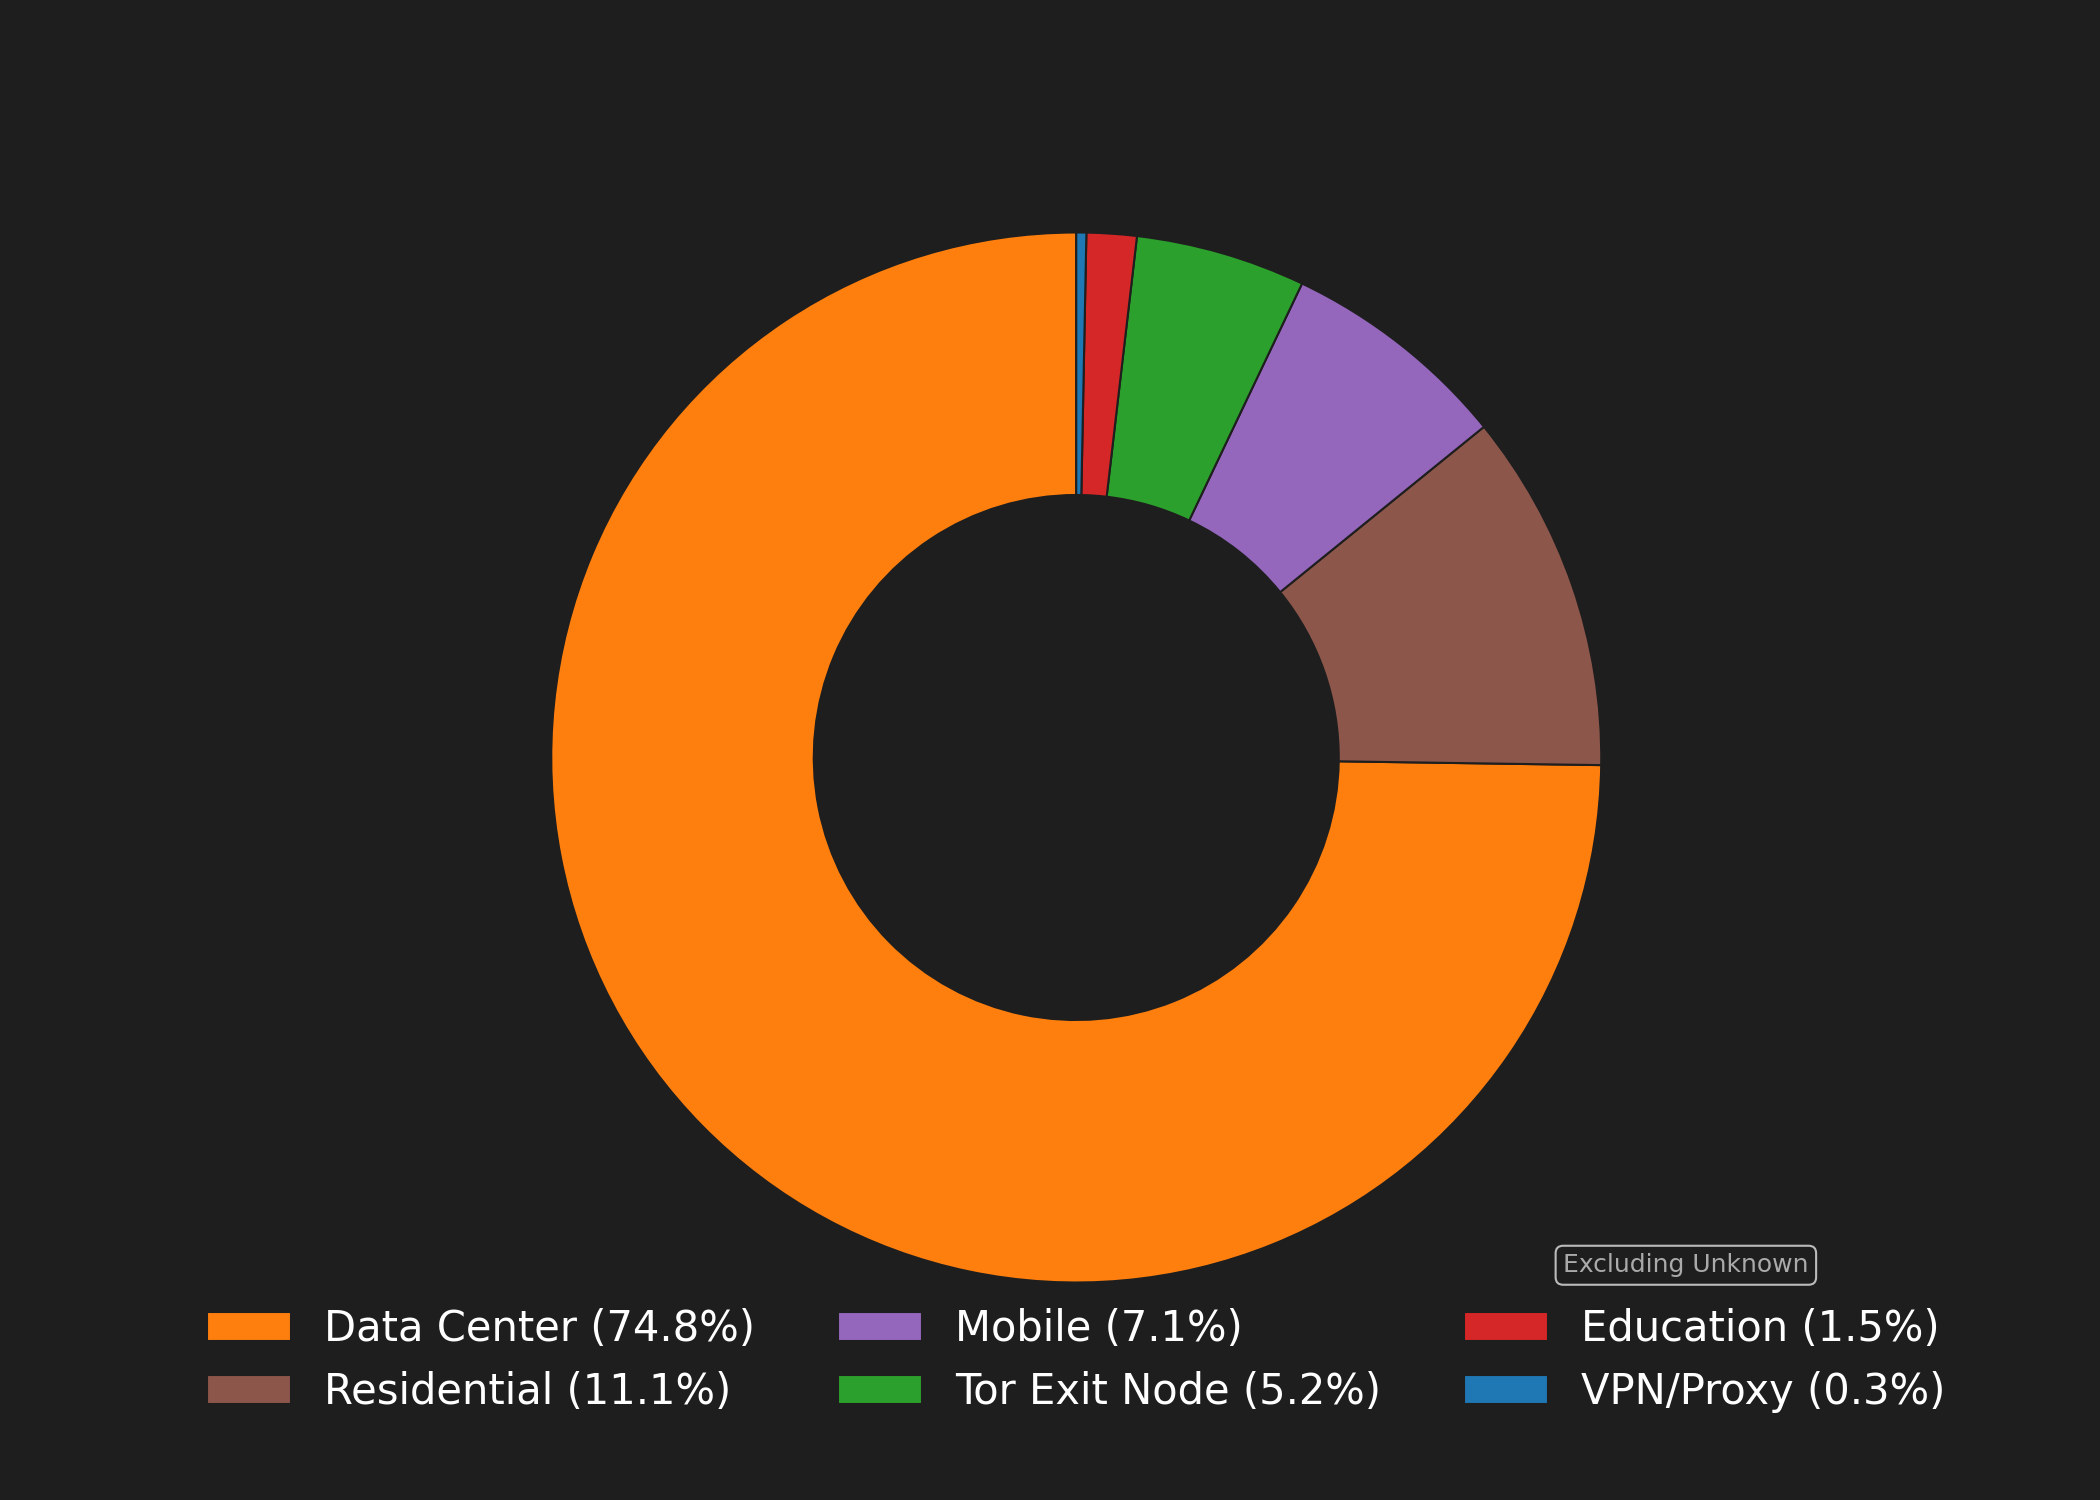 Excluding Unknown
Data Center (74.8%)
Residential (11.1%)
Mobile (7.1%)
Tor Exit Node (5.2%)
Education (1.5%)
VPN/Proxy (0.3%)